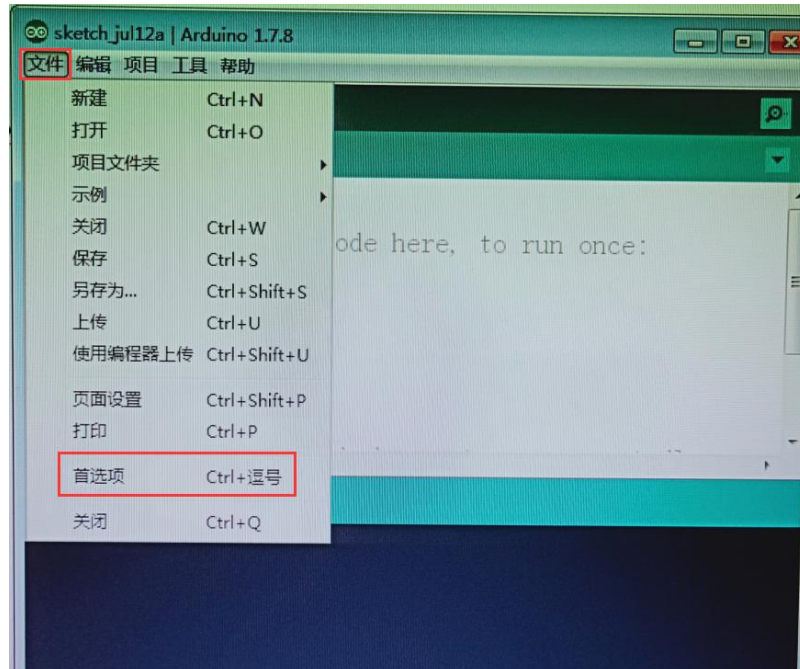 sketch_jul12a | Arduino 1.7.8
文件 编辑 项目 工具 帮助
新建 Ctrl+N
打开 Ctrl+O
项目文件夹
示例
关闭 Ctrl+W
保存 Ctrl+S
另存为... Ctrl+Shift+S
上传 Ctrl+U
使用编程器上传 Ctrl+Shift+U
页面设置 Ctrl+Shift+P
打印 Ctrl+P
首选项 Ctrl+逗号
关闭 Ctrl+Q
ode here, to run once: